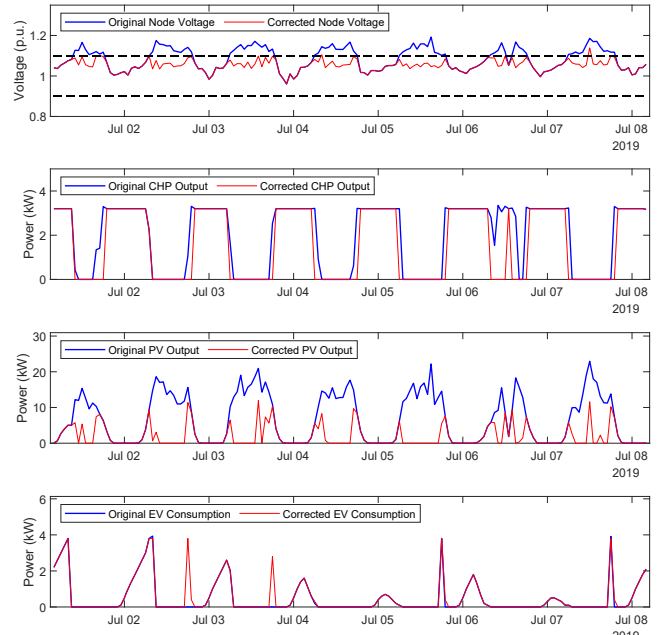 Original Node Voltage Corrected Node Voltage
Voltage (p.u.)
1.2
1
0.8
Jul 02 Jul 03 Jul 04 Jul 05 Jul 06 Jul 07 Jul 08
2019
Original CHP Output Corrected CHP Output
Power (kW)
4
2
0
Jul 02 Jul 03 Jul 04 Jul 05 Jul 06 Jul 07 Jul 08
2019
Original PV Output Corrected PV Output
Power (kW)
30
20
10
0
Jul 02 Jul 03 Jul 04 Jul 05 Jul 06 Jul 07 Jul 08
2019
Original EV Consumption Corrected EV Consumption
Power (kW)
6
4
2
0
Jul 02 Jul 03 Jul 04 Jul 05 Jul 06 Jul 07 Jul 08
2019